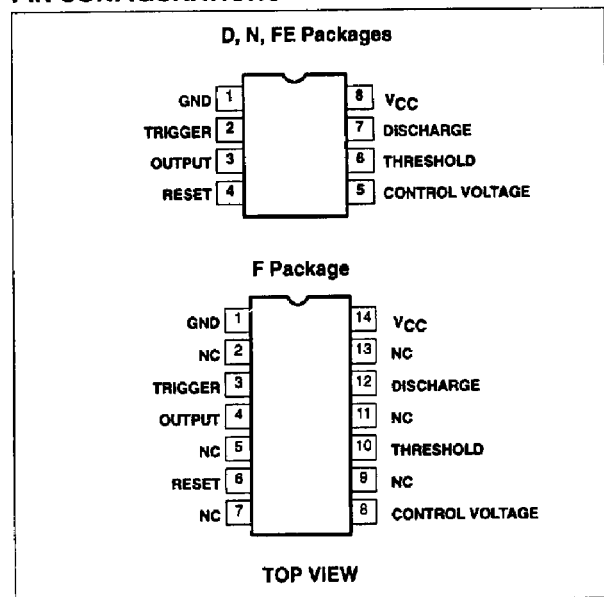 D, N, FE Packages
GND 1 8 VCC
TRIGGER 2 7 DISCHARGE
OUTPUT 3 6 THRESHOLD
RESET 4 5 CONTROL VOLTAGE
F Package
GND 1 14 VCC
NC 2 13 NC
TRIGGER 3 12 DISCHARGE
OUTPUT 4 11 NC
NC 5 10 THRESHOLD
RESET 6 9 NC
NC 7 8 CONTROL VOLTAGE
TOP VIEW